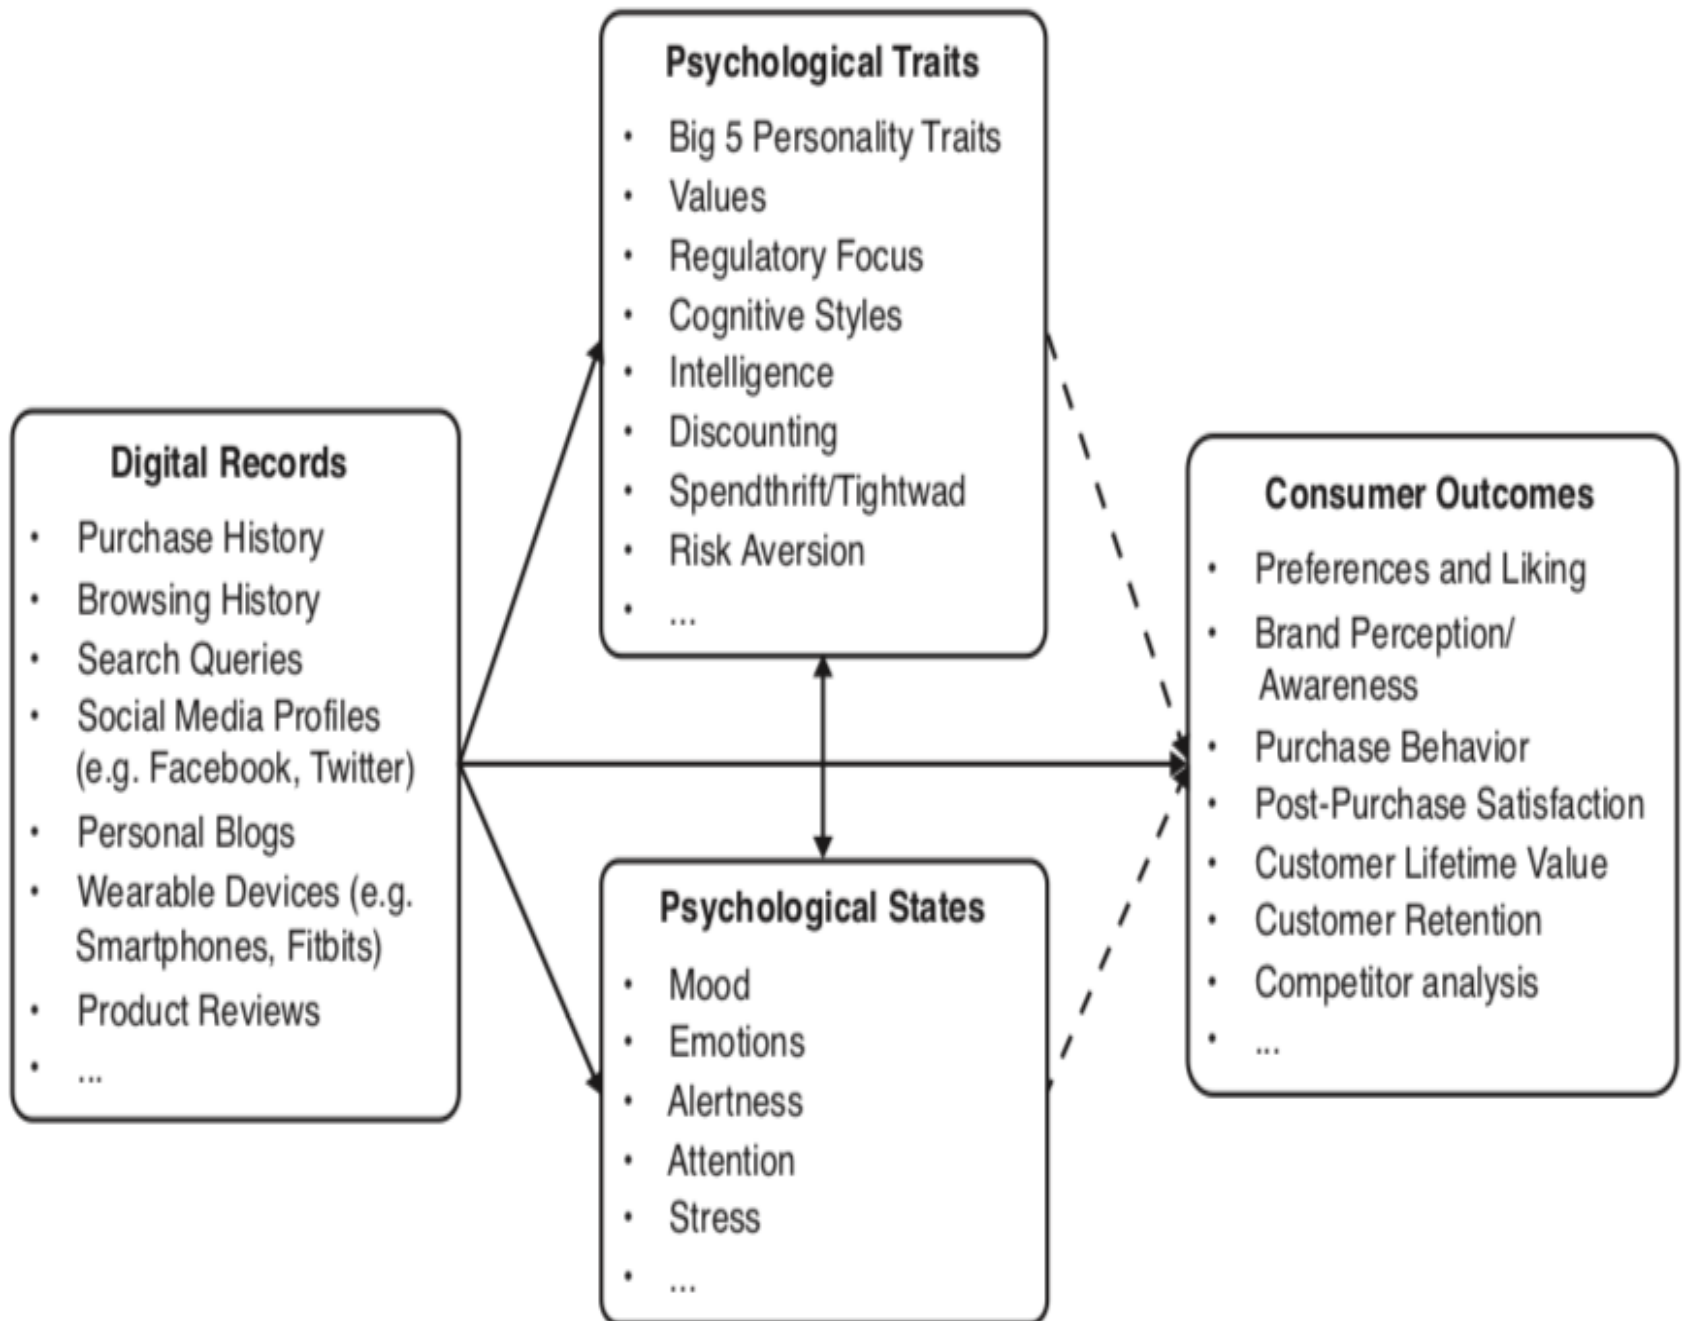 Psychological Traits
• Big 5 Personality Traits
• Values
• Regulatory Focus
• Cognitive Styles
• Intelligence
• Discounting
• Spendthrift/Tightwad
• Risk Aversion
• ...
Digital Records
• Purchase History
• Browsing History
• Search Queries
• Social Media Profiles
(e.g. Facebook, Twitter)
• Personal Blogs
• Wearable Devices (e.g.
Smartphones, Fitbits)
• Product Reviews
• ...
Consumer Outcomes
• Preferences and Liking
• Brand Perception/
Awareness
• Purchase Behavior
• Post-Purchase Satisfaction
• Customer Lifetime Value
• Customer Retention
• Competitor analysis
• ...
Psychological States
• Mood
• Emotions
• Alertness
• Attention
• Stress
• ...